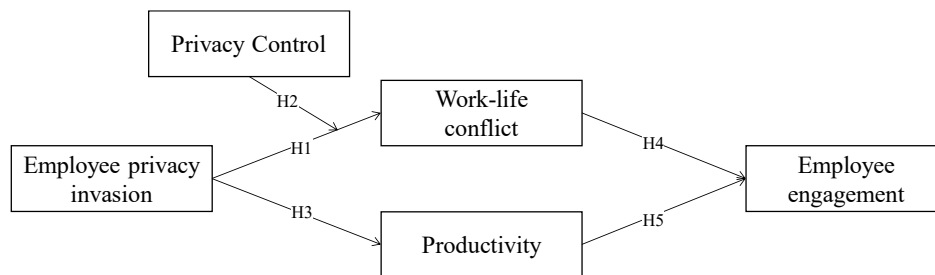 Privacy Control
H2
Work-life
conflict
H1
H4
Employee privacy
invasion
Employee
engagement
H3
H5
Productivity